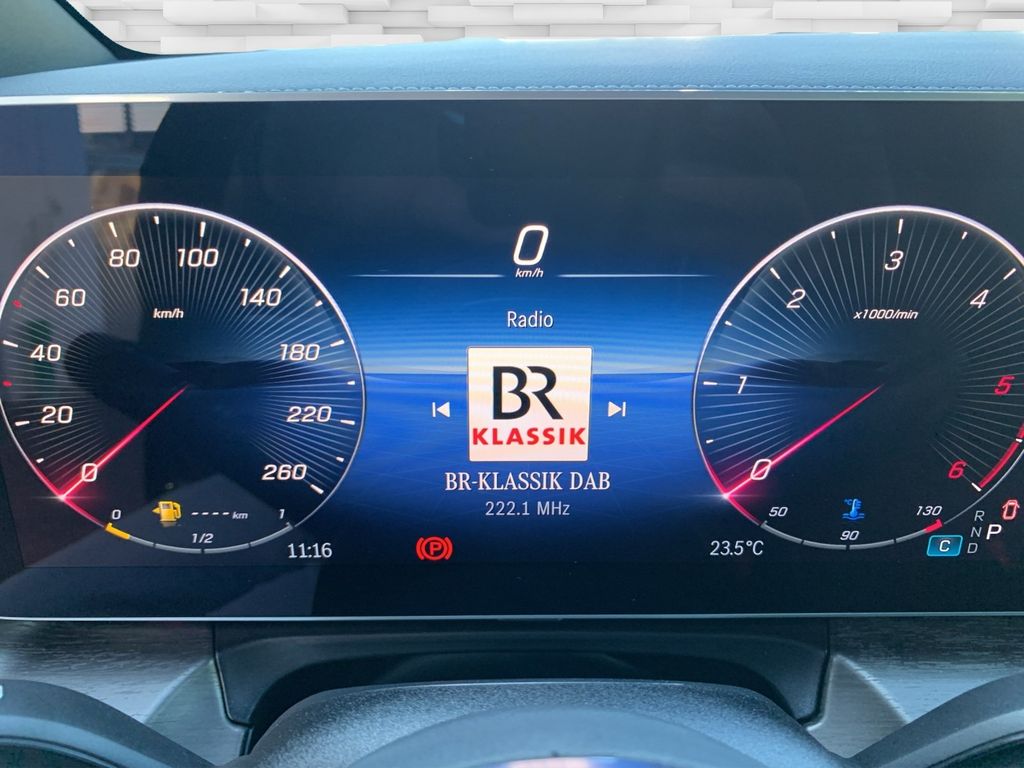 0
km/h
Radio
BR
KLASSIK
BR-KLASSIK DAB
222.1 MHz
80
100
60
km/h
140
40
180
20
220
0
260
0
---- km
1
1/2
11:16
P
3
2
4
x1000/min
1
5
0
6
50
90
130
23.5°C
R
N
P
D
C